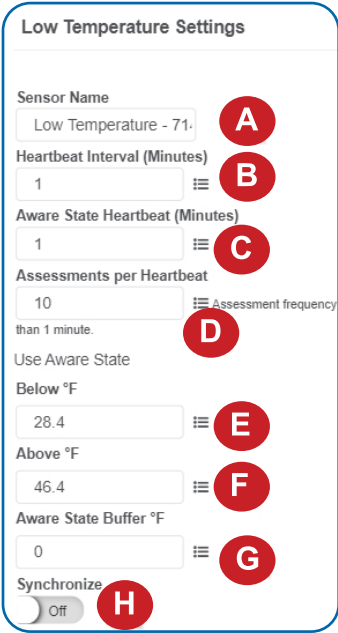 Low Temperature Settings
Sensor Name
Low Temperature - 714
A
Heartbeat Interval (Minutes)
1
B
Aware State Heartbeat (Minutes)
1
C
Assessments per Heartbeat
10
Assessment frequency
than 1 minute.
D
Use Aware State
Below °F
28.4
E
Above °F
46.4
F
Aware State Buffer °F
0
G
Synchronize
Off
H